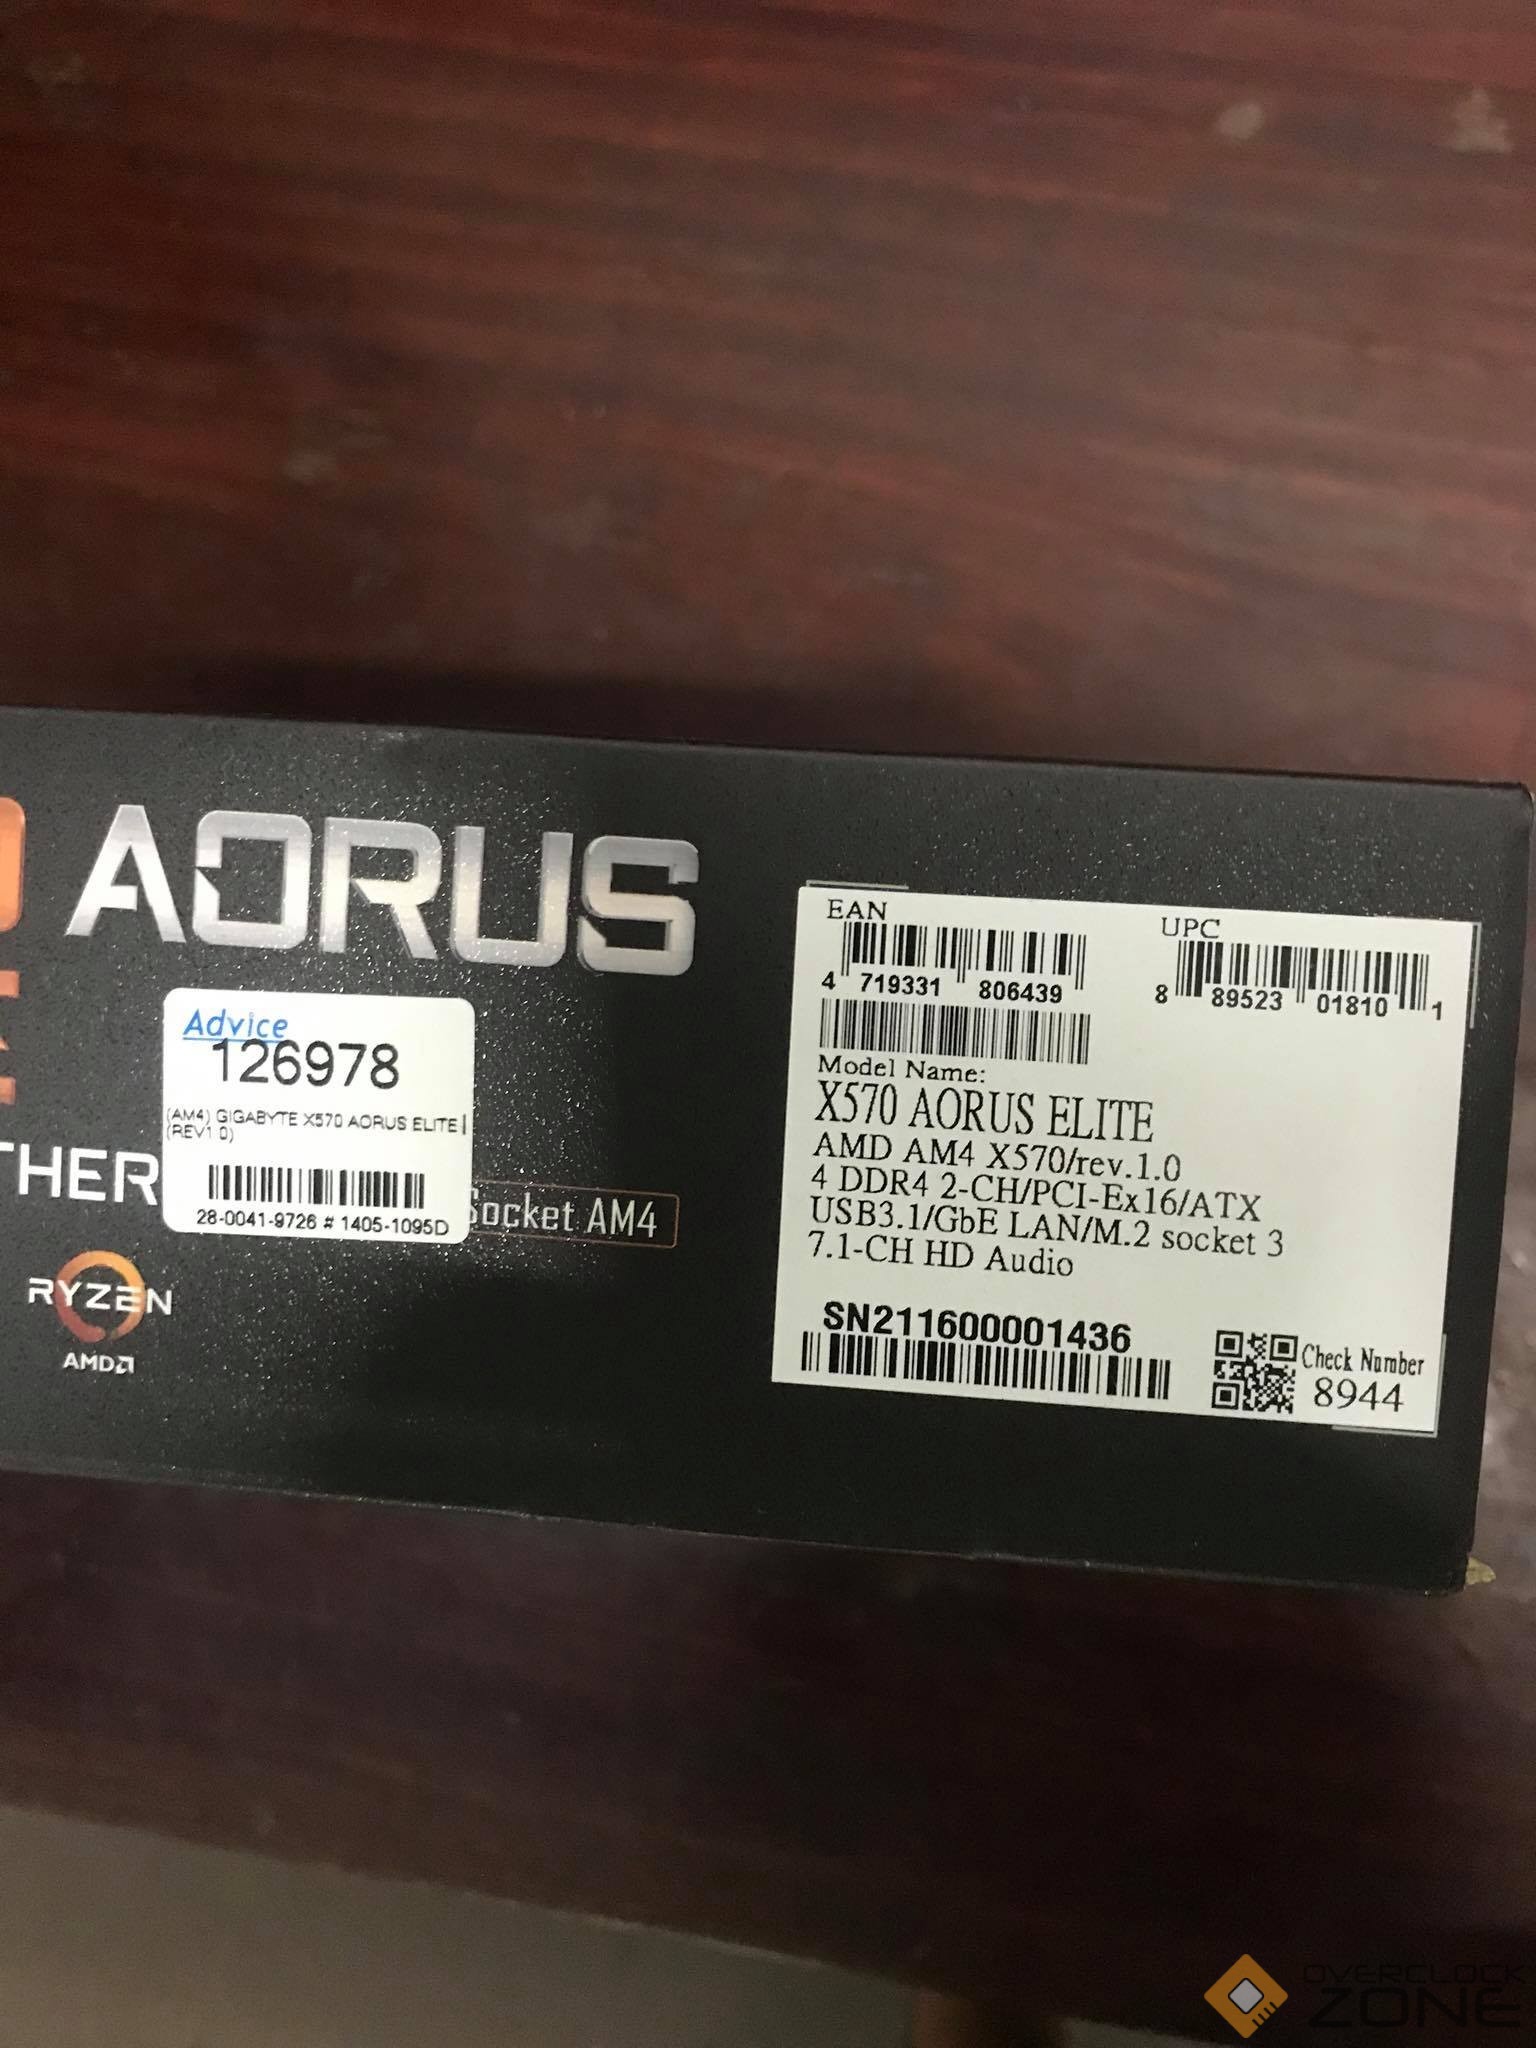 AORUS
Advice
126978
(AM4) GIGABYTE X570 AORUS ELITE
(REV1.0)
28-0041-9726 # 1405-1095D
THER
Socket AM4
RYZEN
AMD
EAN
4 719331 806439
UPC
8 89523 01810 1
Model Name:
X570 AORUS ELITE
AMD AM4 X570/rev.1.0
4 DDR4 2-CH/PCI-Ex16/ATX
USB3.1/GbE LAN/M.2 socket 3
7.1-CH HD Audio
SN211600001436
Check Number
8944
OVERCLOCK
ZONE